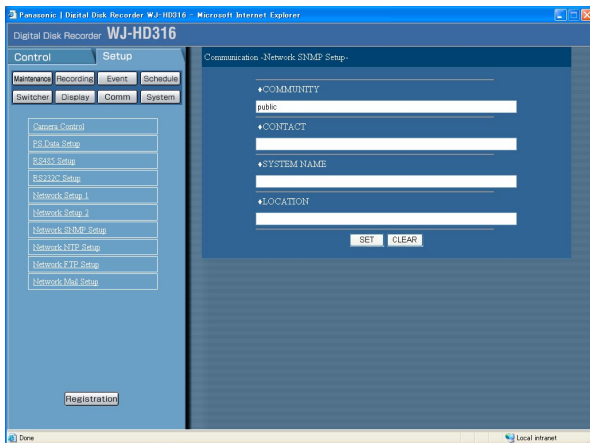 Panasonic | Digital Disk Recorder WJ-HD316 - Microsoft Internet Explorer
Digital Disk Recorder WJ-HD316
Control Setup
Maintenance Recording Event Schedule
Switcher Display Comm System
Camera Control
PS.Data Setup
RS485 Setup
RS232C Setup
Network Setup 1
Network Setup 2
Network SNMP Setup
Network NTP Setup
Network FTP Setup
Network Mail Setup
Registration
Communication -Network SNMP Setup-
♦COMMUNITY
public
♦CONTACT
♦SYSTEM NAME
♦LOCATION
SET CLEAR
Done
Local intranet